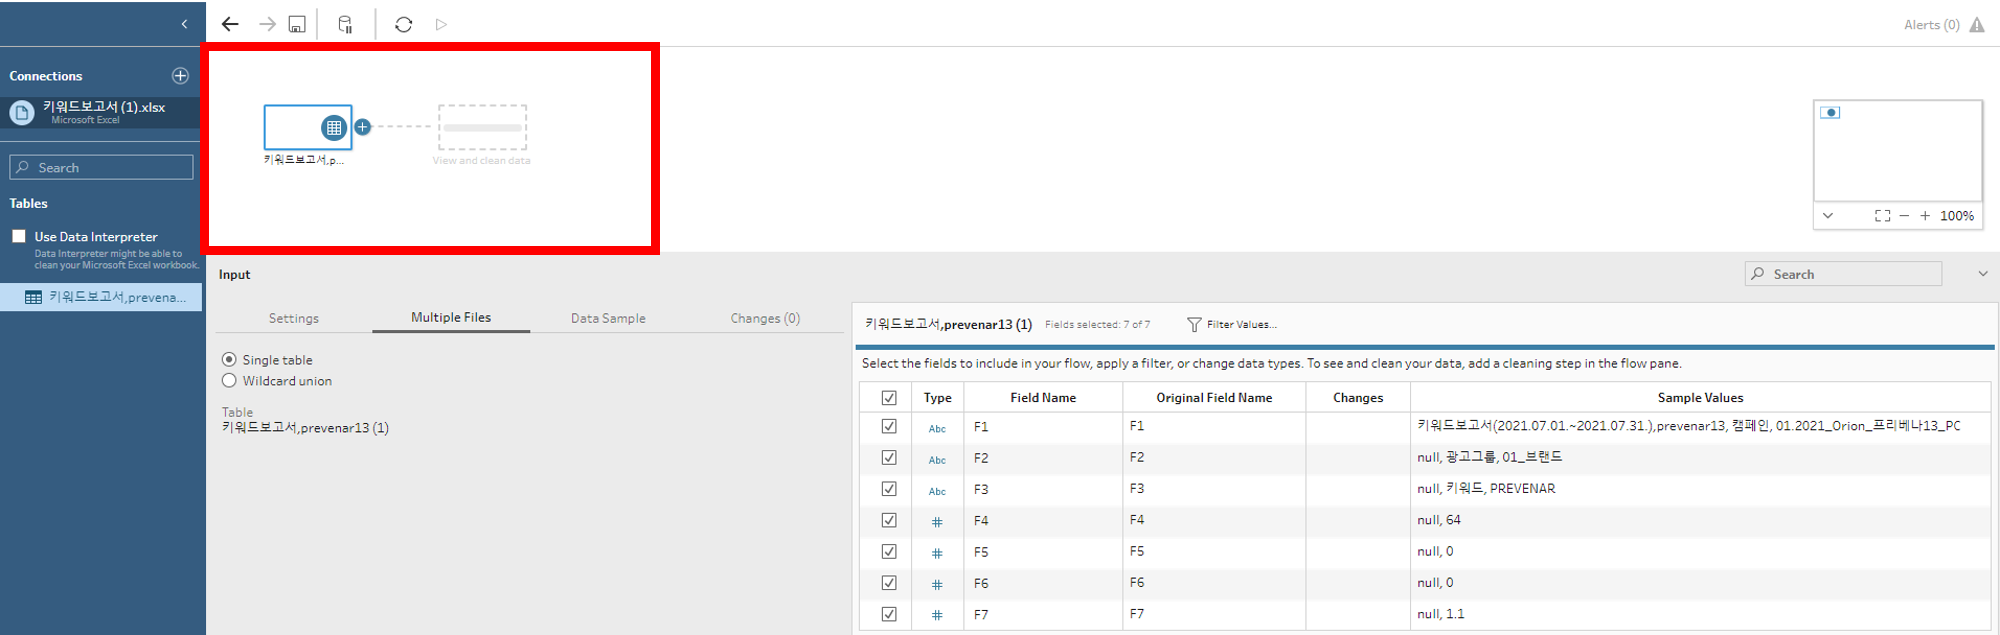 Alerts (0)
Connections
키워드보고서 (1).xlsx
Microsoft Excel
Search
Tables
Use Data Interpreter
Data Interpreter might be able to
clean your Microsoft Excel workbook.
키워드보고서,prevena...
키워드보고서,p...
View and clean data
100%
Input
Search
Settings
Multiple Files
Data Sample
Changes (0)
Single table
Wildcard union
Table
키워드보고서,prevenar13 (1)
키워드보고서,prevenar13 (1) Fields selected: 7 of 7 Filter Values...
Select the fields to include in your flow, apply a filter, or change data types. To see and clean your data, add a cleaning step in the flow pane.
Type Field Name Original Field Name Changes Sample Values
Abc F1 F1 키워드보고서(2021.07.01.~2021.07.31.),prevenar13, 캠페인, 01.2021_Orion_프리베나13_PC
Abc F2 F2 null, 광고그룹, 01_브랜드
Abc F3 F3 null, 키워드, PREVENAR
# F4 F4 null, 64
# F5 F5 null, 0
# F6 F6 null, 0
# F7 F7 null, 1.1